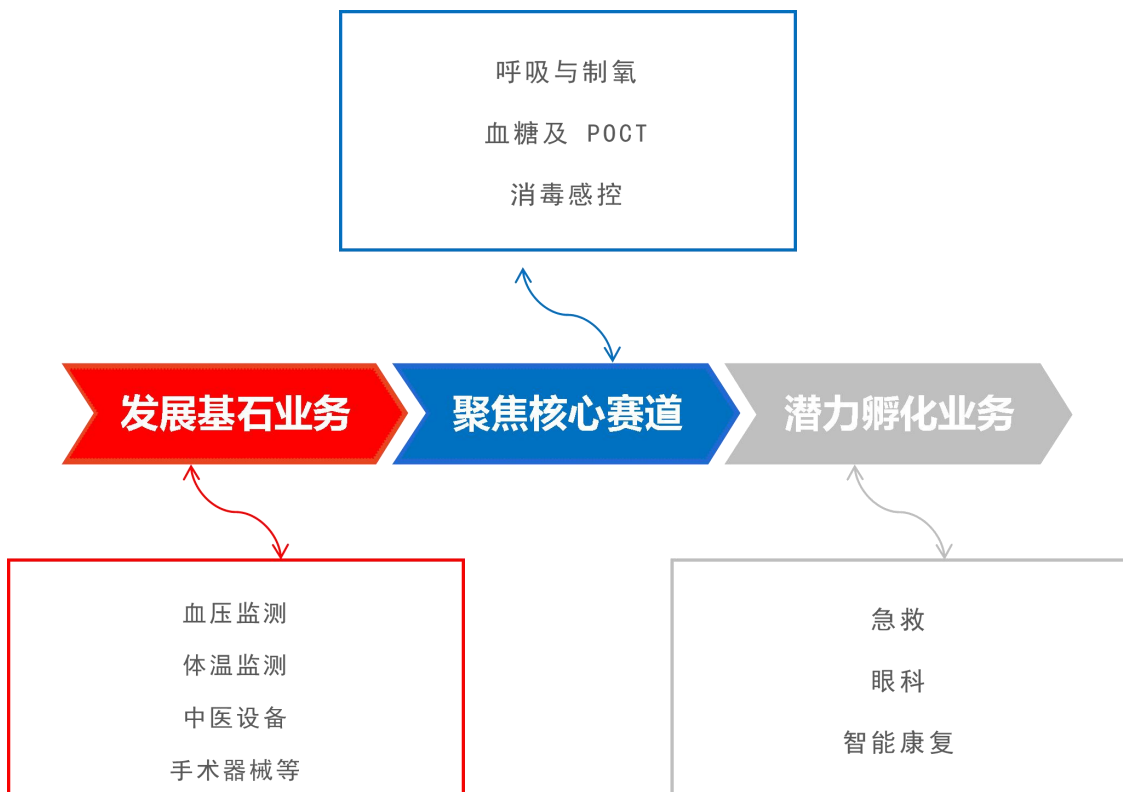 呼吸与制氧
血糖及 POCT
消毒感控
发展基石业务
聚焦核心赛道
潜力孵化业务
血压监测
体温监测
中医设备
手术器械等
急救
眼科
智能康复